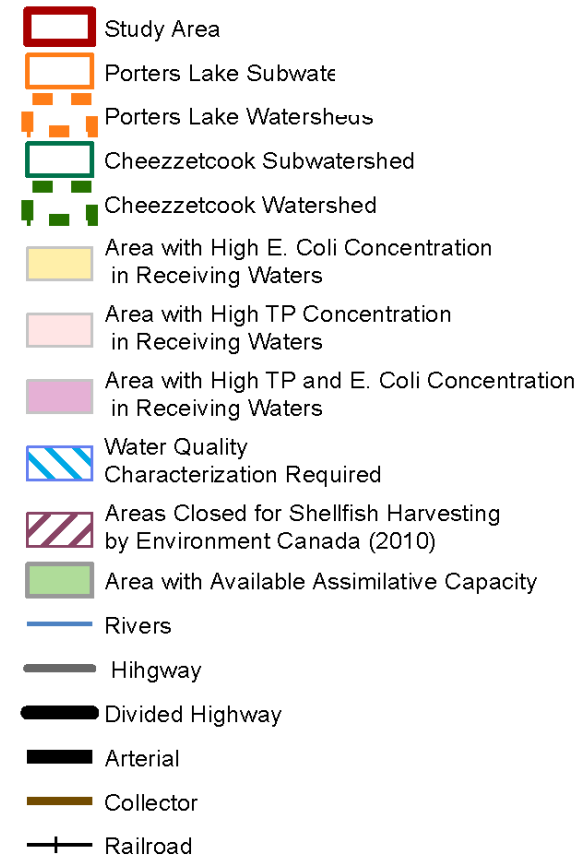 Study Area
Porters Lake Subwate
Porters Lake Watersheds
Cheezzetcook Subwatershed
Cheezzetcook Watershed
Area with High E. Coli Concentration
in Receiving Waters
Area with High TP Concentration
in Receiving Waters
Area with High TP and E. Coli Concentration
in Receiving Waters
Water Quality
Characterization Required
Areas Closed for Shellfish Harvesting
by Environment Canada (2010)
Area with Available Assimilative Capacity
Rivers
Hihgway
Divided Highway
Arterial
Collector
Railroad